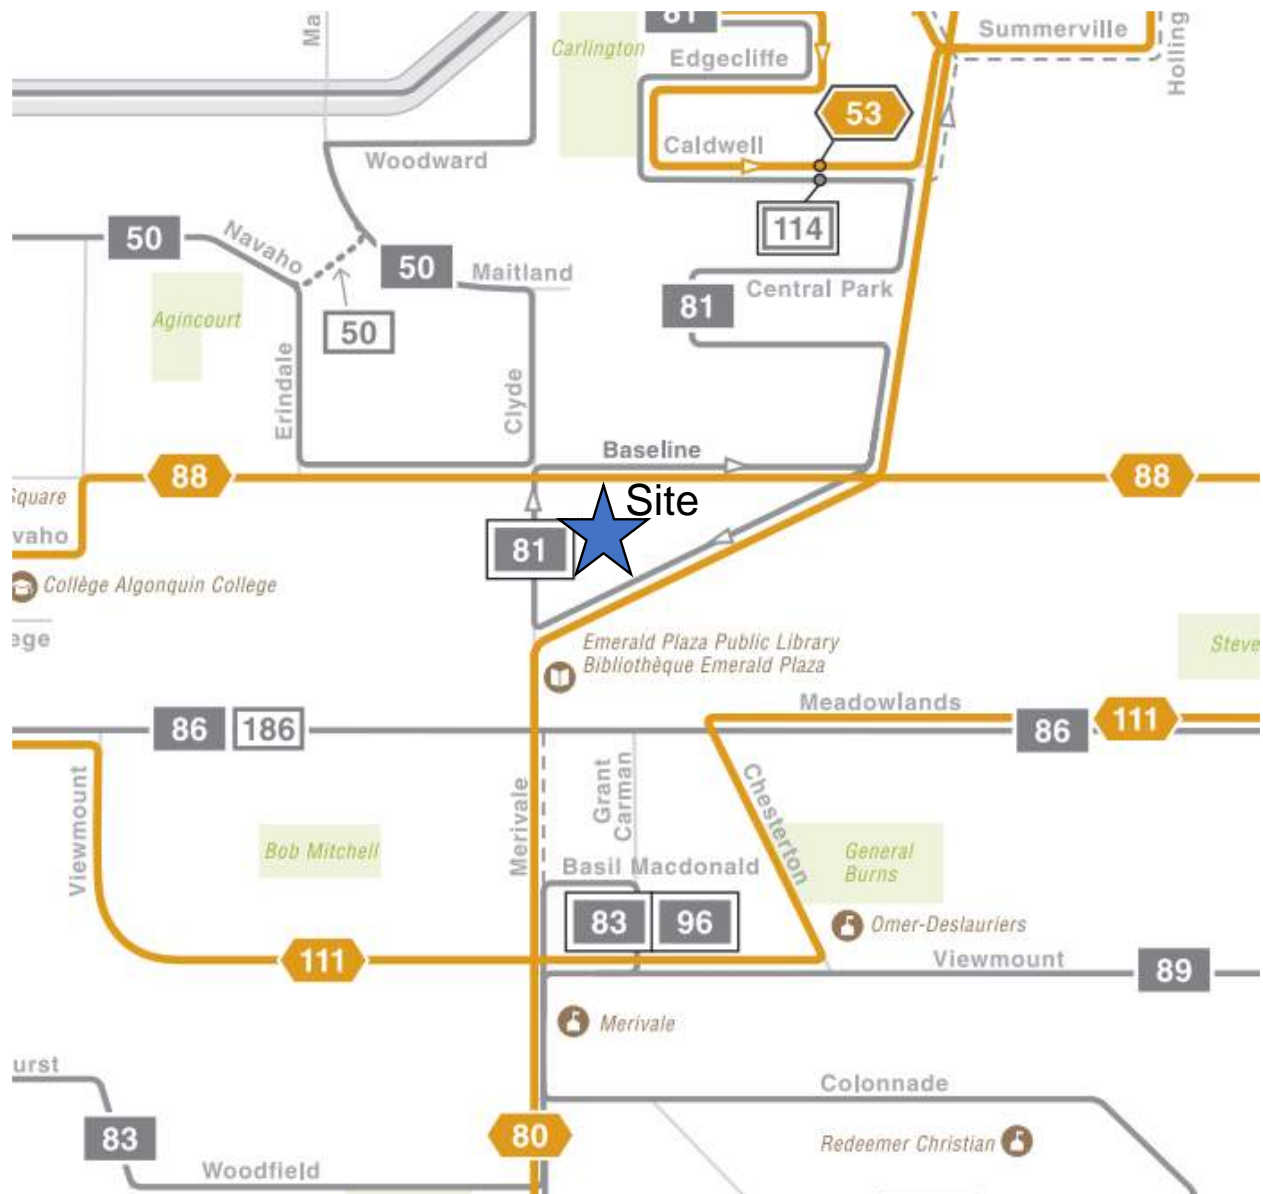 Ma
81
Carlington
Edgecliffe
Summerville
Holling
53
Caldwell
Woodward
114
50
Navaho
50
Maitland
Central Park
81
Agincourt
50
Erindale
Clyde
Baseline
88
88
Square
Site
vaho
81
Collège Algonquin College
ege
Emerald Plaza Public Library
Bibliothèque Emerald Plaza
Steve
Meadowlands
86
186
86
111
Viewmount
Merivale
Grant
Carman
Chesterton
Bob Mitchell
General
Burns
Basil Macdonald
83
96
Omer-Deslauriers
111
Viewmount
89
Merivale
urst
Colonnade
83
80
Redeemer Christian
Woodfield